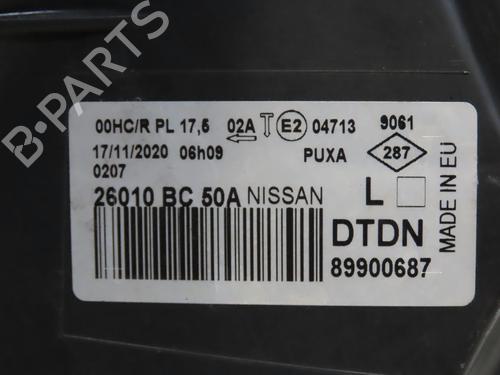 B-PARTS
00HC/R PL 17,5 02A T E2 04713 9061
17/11/2020 06h09 PUXA 287
0207
26010 BC 50A NISSAN L
DTDN
89900687
MADE IN EU